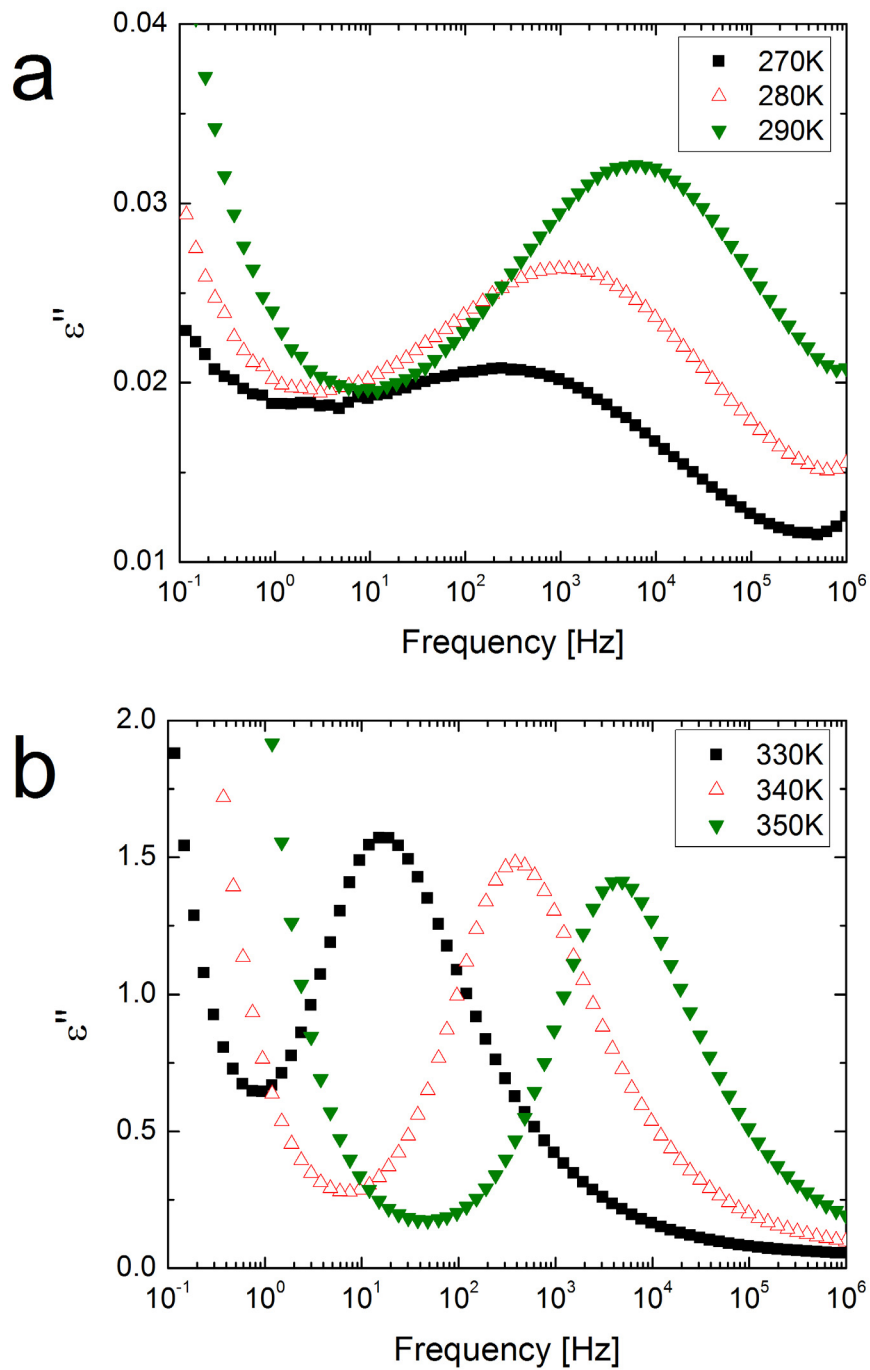 a
0.04
0.03
0.02
0.01
ε"
270K
280K
290K
10⁻¹ 10⁰ 10¹ 10² 10³ 10⁴ 10⁵ 10⁶
Frequency [Hz]
b
2.0
1.5
1.0
0.5
0.0
ε"
330K
340K
350K
10⁻¹ 10⁰ 10¹ 10² 10³ 10⁴ 10⁵ 10⁶
Frequency [Hz]